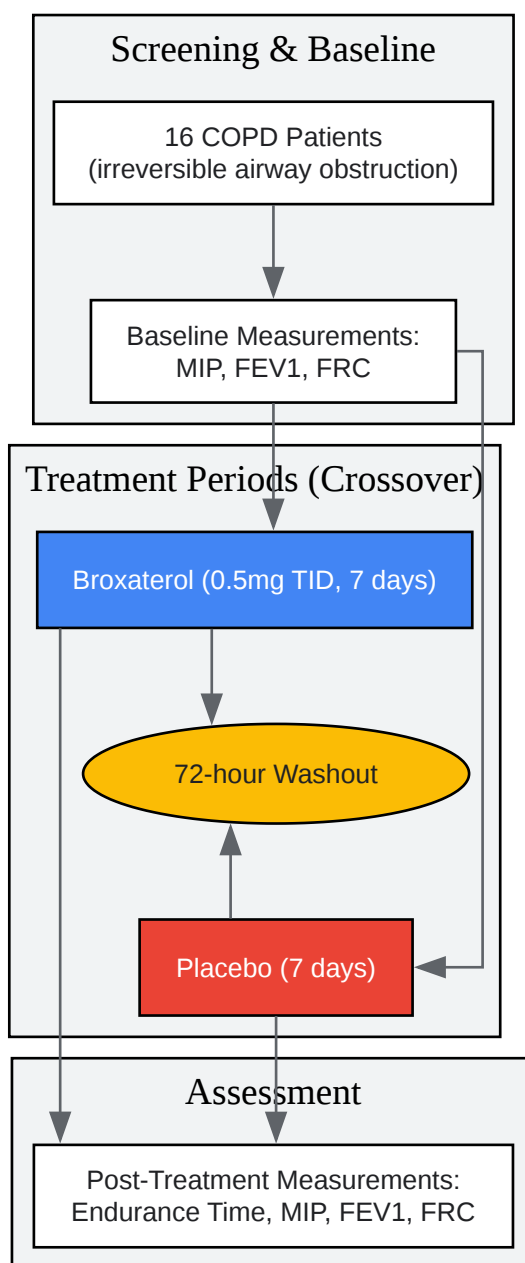 Screening & Baseline
16 COPD Patients
(irreversible airway obstruction)
Baseline Measurements:
MIP, FEV1, FRC
Treatment Periods (Crossover)
Broxaterol (0.5mg TID, 7 days)
72-hour Washout
Placebo (7 days)
Assessment
Post-Treatment Measurements:
Endurance Time, MIP, FEV1, FRC